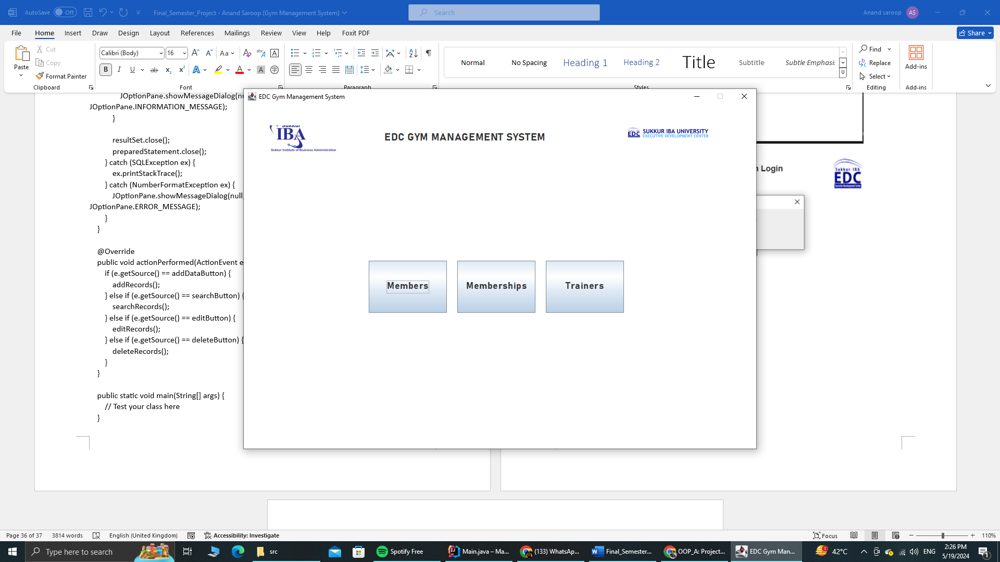 AutoSave Off Final_Semester_Project - Anand Saroop (Gym Management System) Search Anand saroop AS
File Home Insert Draw Design Layout References Mailings Review View Help Foxit PDF Share
Paste Cut Copy Format Painter
Clipboard
Calibri (Body) 16
Font
Paragraph
Normal No Spacing Heading 1 Heading 2 Title Subtitle Subtle Emphasis
Styles
Find Replace Select
Editing
Add-ins
Add-ins
JOptionPane.showMessageDialog(nu
JOptionPane.INFORMATION_MESSAGE);
}
resultSet.close();
preparedStatement.close();
} catch (SQLException ex) {
ex.printStackTrace();
} catch (NumberFormatException ex) {
JOptionPane.showMessageDialog(null,
JOptionPane.ERROR_MESSAGE);
}
}
@Override
public void actionPerformed(ActionEvent e
if (e.getSource() == addDataButton) {
addRecords();
} else if (e.getSource() == searchButton) {
searchRecords();
} else if (e.getSource() == editButton) {
editRecords();
} else if (e.getSource() == deleteButton) {
deleteRecords();
}
}
public static void main(String[] args) {
// Test your class here
}
EDC Gym Management System
Sukkur
IBA
Sukkur Institute of Business Administration
EDC GYM MANAGEMENT SYSTEM
EDC SUKKUR IBA UNIVERSITY
EXECUTIVE DEVELOPMENT CENTER
Members Memberships Trainers
Login
Sukkur IBA
EDC
Executive Development Center
Page 36 of 37 3814 words English (United Kingdom) Accessibility: Investigate Focus 110%
Type here to search src Spotify Free Main.java – Ma... (133) WhatsAp... Final_Semester... OOP_A: Project... EDC Gym Man... 42°C ENG 2:26 PM
5/19/2024